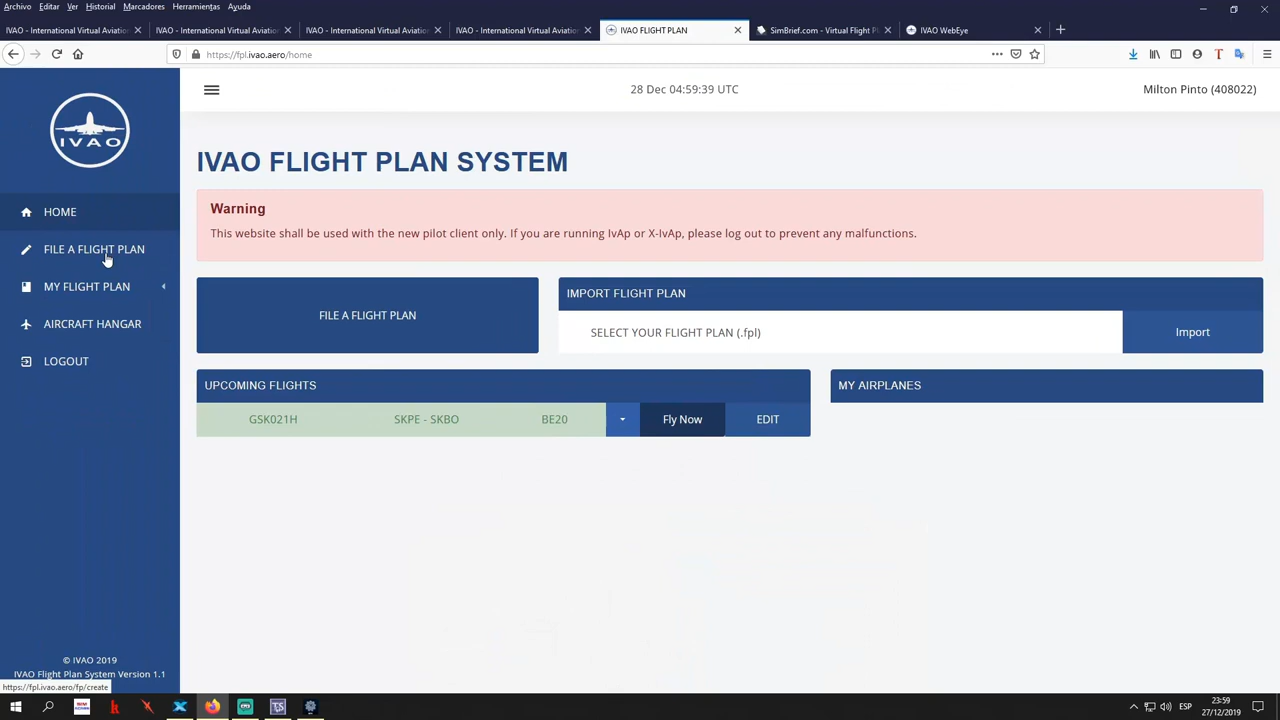 Archivo Editar Ver Historial Marcadores Herramientas Ayuda
IVAO - International Virtual Aviatio
IVAO - International Virtual Aviatio
IVAO - International Virtual Aviatio
IVAO - International Virtual Aviatio
IVAO FLIGHT PLAN
SimBrief.com - Virtual Flight Pl
IVAO WebEye
https://fpl.ivao.aero/home
28 Dec 04:59:39 UTC
Milton Pinto (408022)
IVAO
HOME
FILE A FLIGHT PLAN
MY FLIGHT PLAN
AIRCRAFT HANGAR
LOGOUT
IVAO FLIGHT PLAN SYSTEM
Warning
This website shall be used with the new pilot client only. If you are running IvAp or X-IvAp, please log out to prevent any malfunctions.
FILE A FLIGHT PLAN
IMPORT FLIGHT PLAN
SELECT YOUR FLIGHT PLAN (.fpl)
Import
UPCOMING FLIGHTS
GSK021H SKPE - SKBO BE20 Fly Now EDIT
MY AIRPLANES
© IVAO 2019
IVAO Flight Plan System Version 1.1
https://fpl.ivao.aero/fp/create
ESP
23:59
27/12/2019